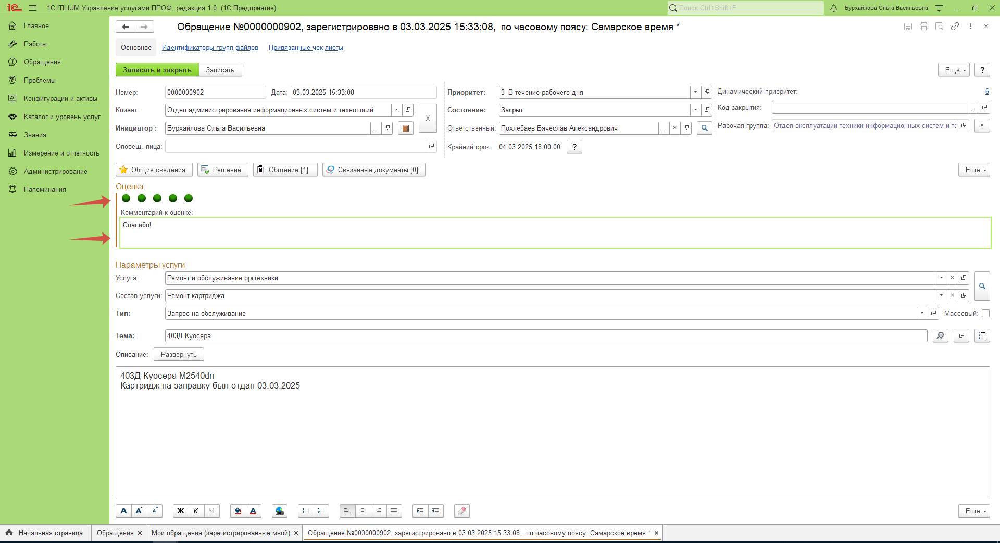 1С:ITILIUM Управление услугами ПРОФ, редакция 1.0 (1С:Предприятие)
Поиск Ctrl+Shift+F
Бурхайлова Ольга Васильевна
Главное
Работы
Обращения
Проблемы
Конфигурации и активы
Каталог и уровень услуг
Знания
Измерение и отчетность
Администрирование
Напоминания
Обращение №0000000902, зарегистрировано в 03.03.2025 15:33:08, по часовому поясу: Самарское время *
Основное
Идентификаторы групп файлов
Привязанные чек-листы
Записать и закрыть
Записать
Еще
?
Номер: 0000000902
Дата: 03.03.2025 15:33:08
Приоритет: 3_В течение рабочего дня
Динамический приоритет: 6
Клиент: Отдел администрирования информационных систем и технологий
X
Состояние: Закрыт
Код закрытия:
Инициатор : Бурхайлова Ольга Васильевна
Ответственный: Похлебаев Вячеслав Александрович
Рабочая группа: Отдел эксплуатации техники информационных систем и те
Оповещ. лица:
Крайний срок: 04.03.2025 18:00:00
?
Общие сведения
Решение
Общение [1]
Связанные документы [0]
Еще
Оценка
Комментарий к оценке:
Спасибо!
Параметры услуги
Услуга: Ремонт и обслуживание оргтехники
Состав услуги: Ремонт картриджа
Тип: Запрос на обслуживание
Массовый:
Тема: 403Д Куосера
Описание:
Развернуть
403Д Куосера M2540dn
Картридж на заправку был отдан 03.03.2025
A A A Ж К Ч A
Еще
Начальная страница
Обращения ×
Мои обращения (зарегистрированные мной) ×
Обращение №0000000902, зарегистрировано в 03.03.2025 15:33:08, по часовому поясу: Самарское время * ×